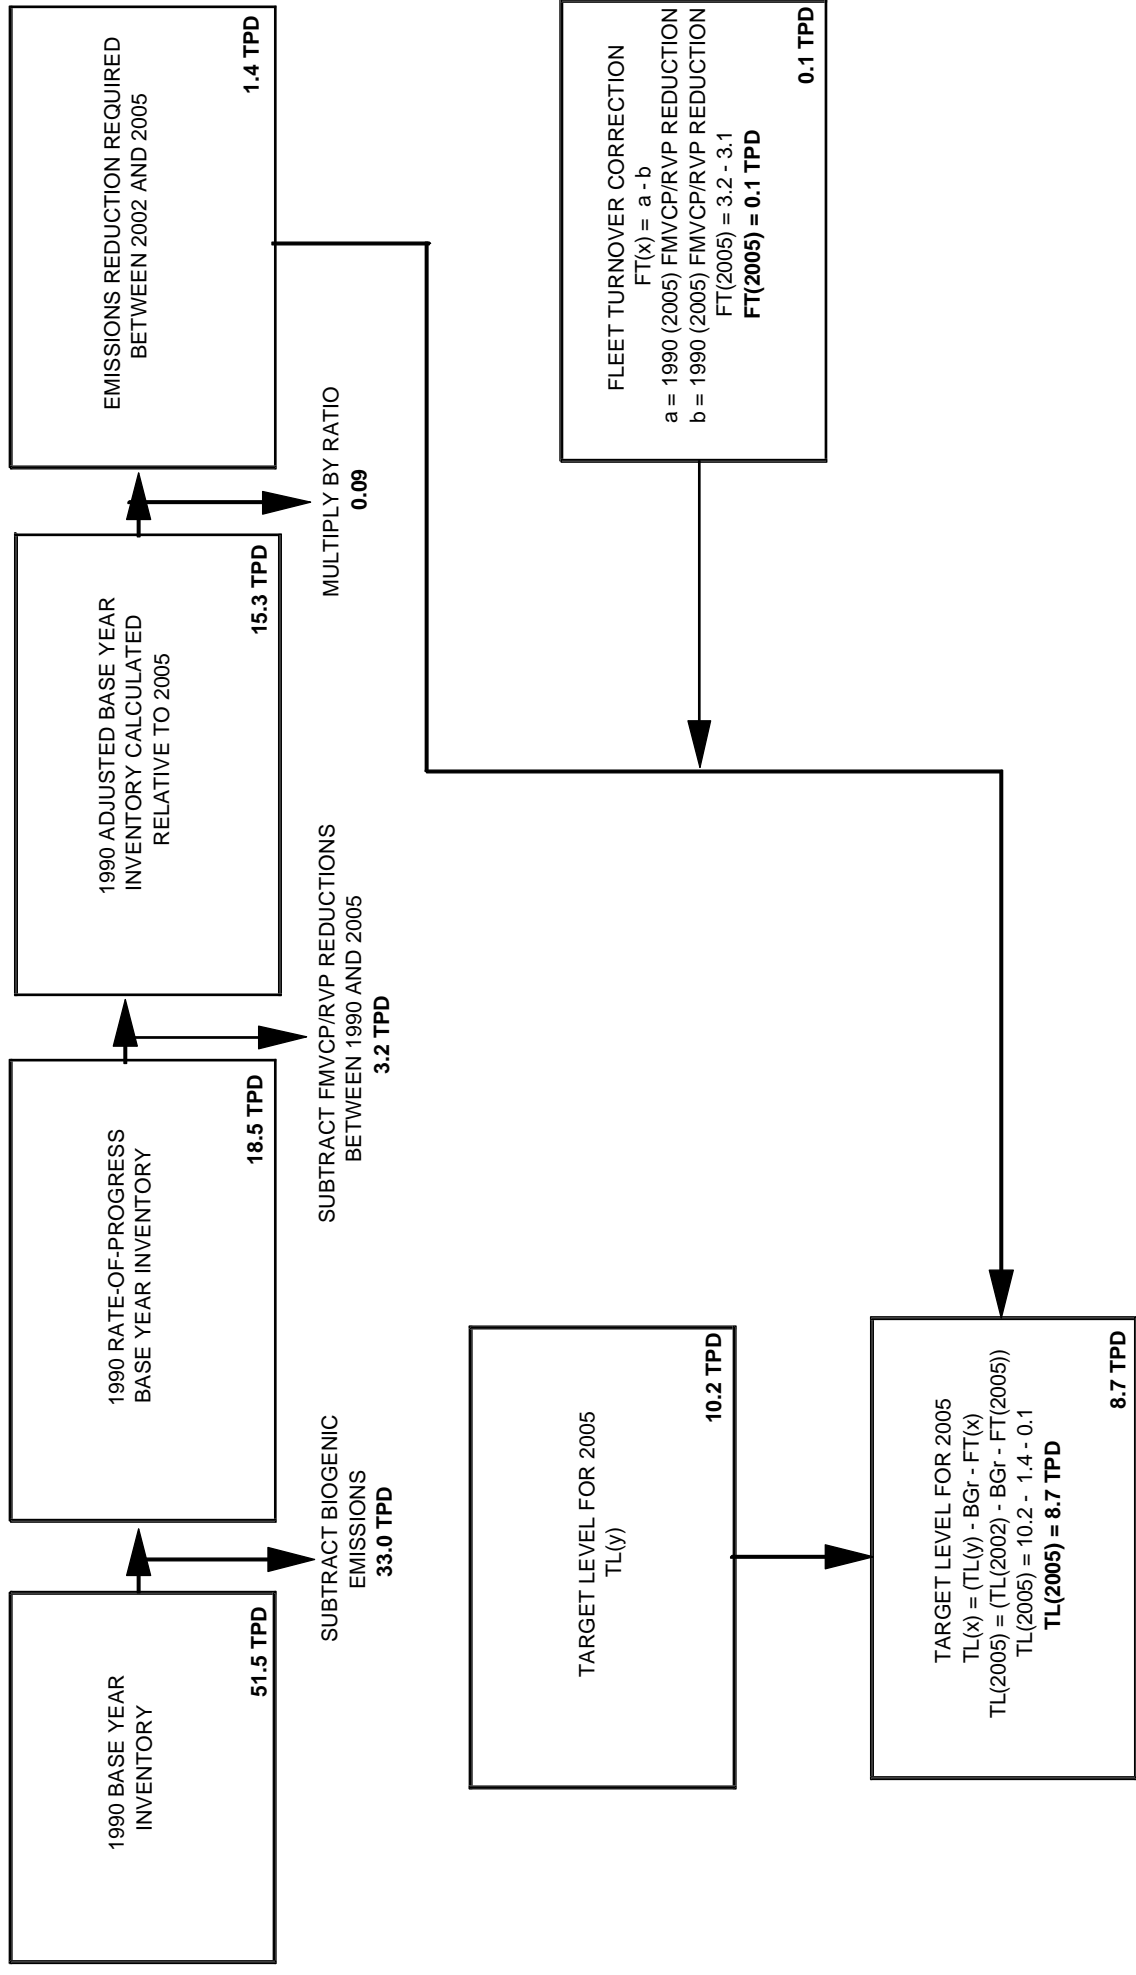 1990 BASE YEAR
INVENTORY
51.5 TPD
SUBTRACT BIOGENIC
EMISSIONS
33.0 TPD
1990 RATE-OF-PROGRESS
BASE YEAR INVENTORY
18.5 TPD
SUBTRACT FMVCP/RVP REDUCTIONS
BETWEEN 1990 AND 2005
3.2 TPD
1990 ADJUSTED BASE YEAR
INVENTORY CALCULATED
RELATIVE TO 2005
15.3 TPD
MULTIPLY BY RATIO
0.09
EMISSIONS REDUCTION REQUIRED
BETWEEN 2002 AND 2005
1.4 TPD
TARGET LEVEL FOR 2005
TL(y)
10.2 TPD
FLEET TURNOVER CORRECTION
FT(x) = a - b
a = 1990 (2005) FMVCP/RVP REDUCTION
b = 1990 (2005) FMVCP/RVP REDUCTION
FT(2005) = 3.2 - 3.1
FT(2005) = 0.1 TPD
0.1 TPD
TARGET LEVEL FOR 2005
TL(x) = (TL(y) - BGr - FT(x)
TL(2005) = (TL(2002) - BGr - FT(2005))
TL(2005) = 10.2 - 1.4 - 0.1
TL(2005) = 8.7 TPD
8.7 TPD